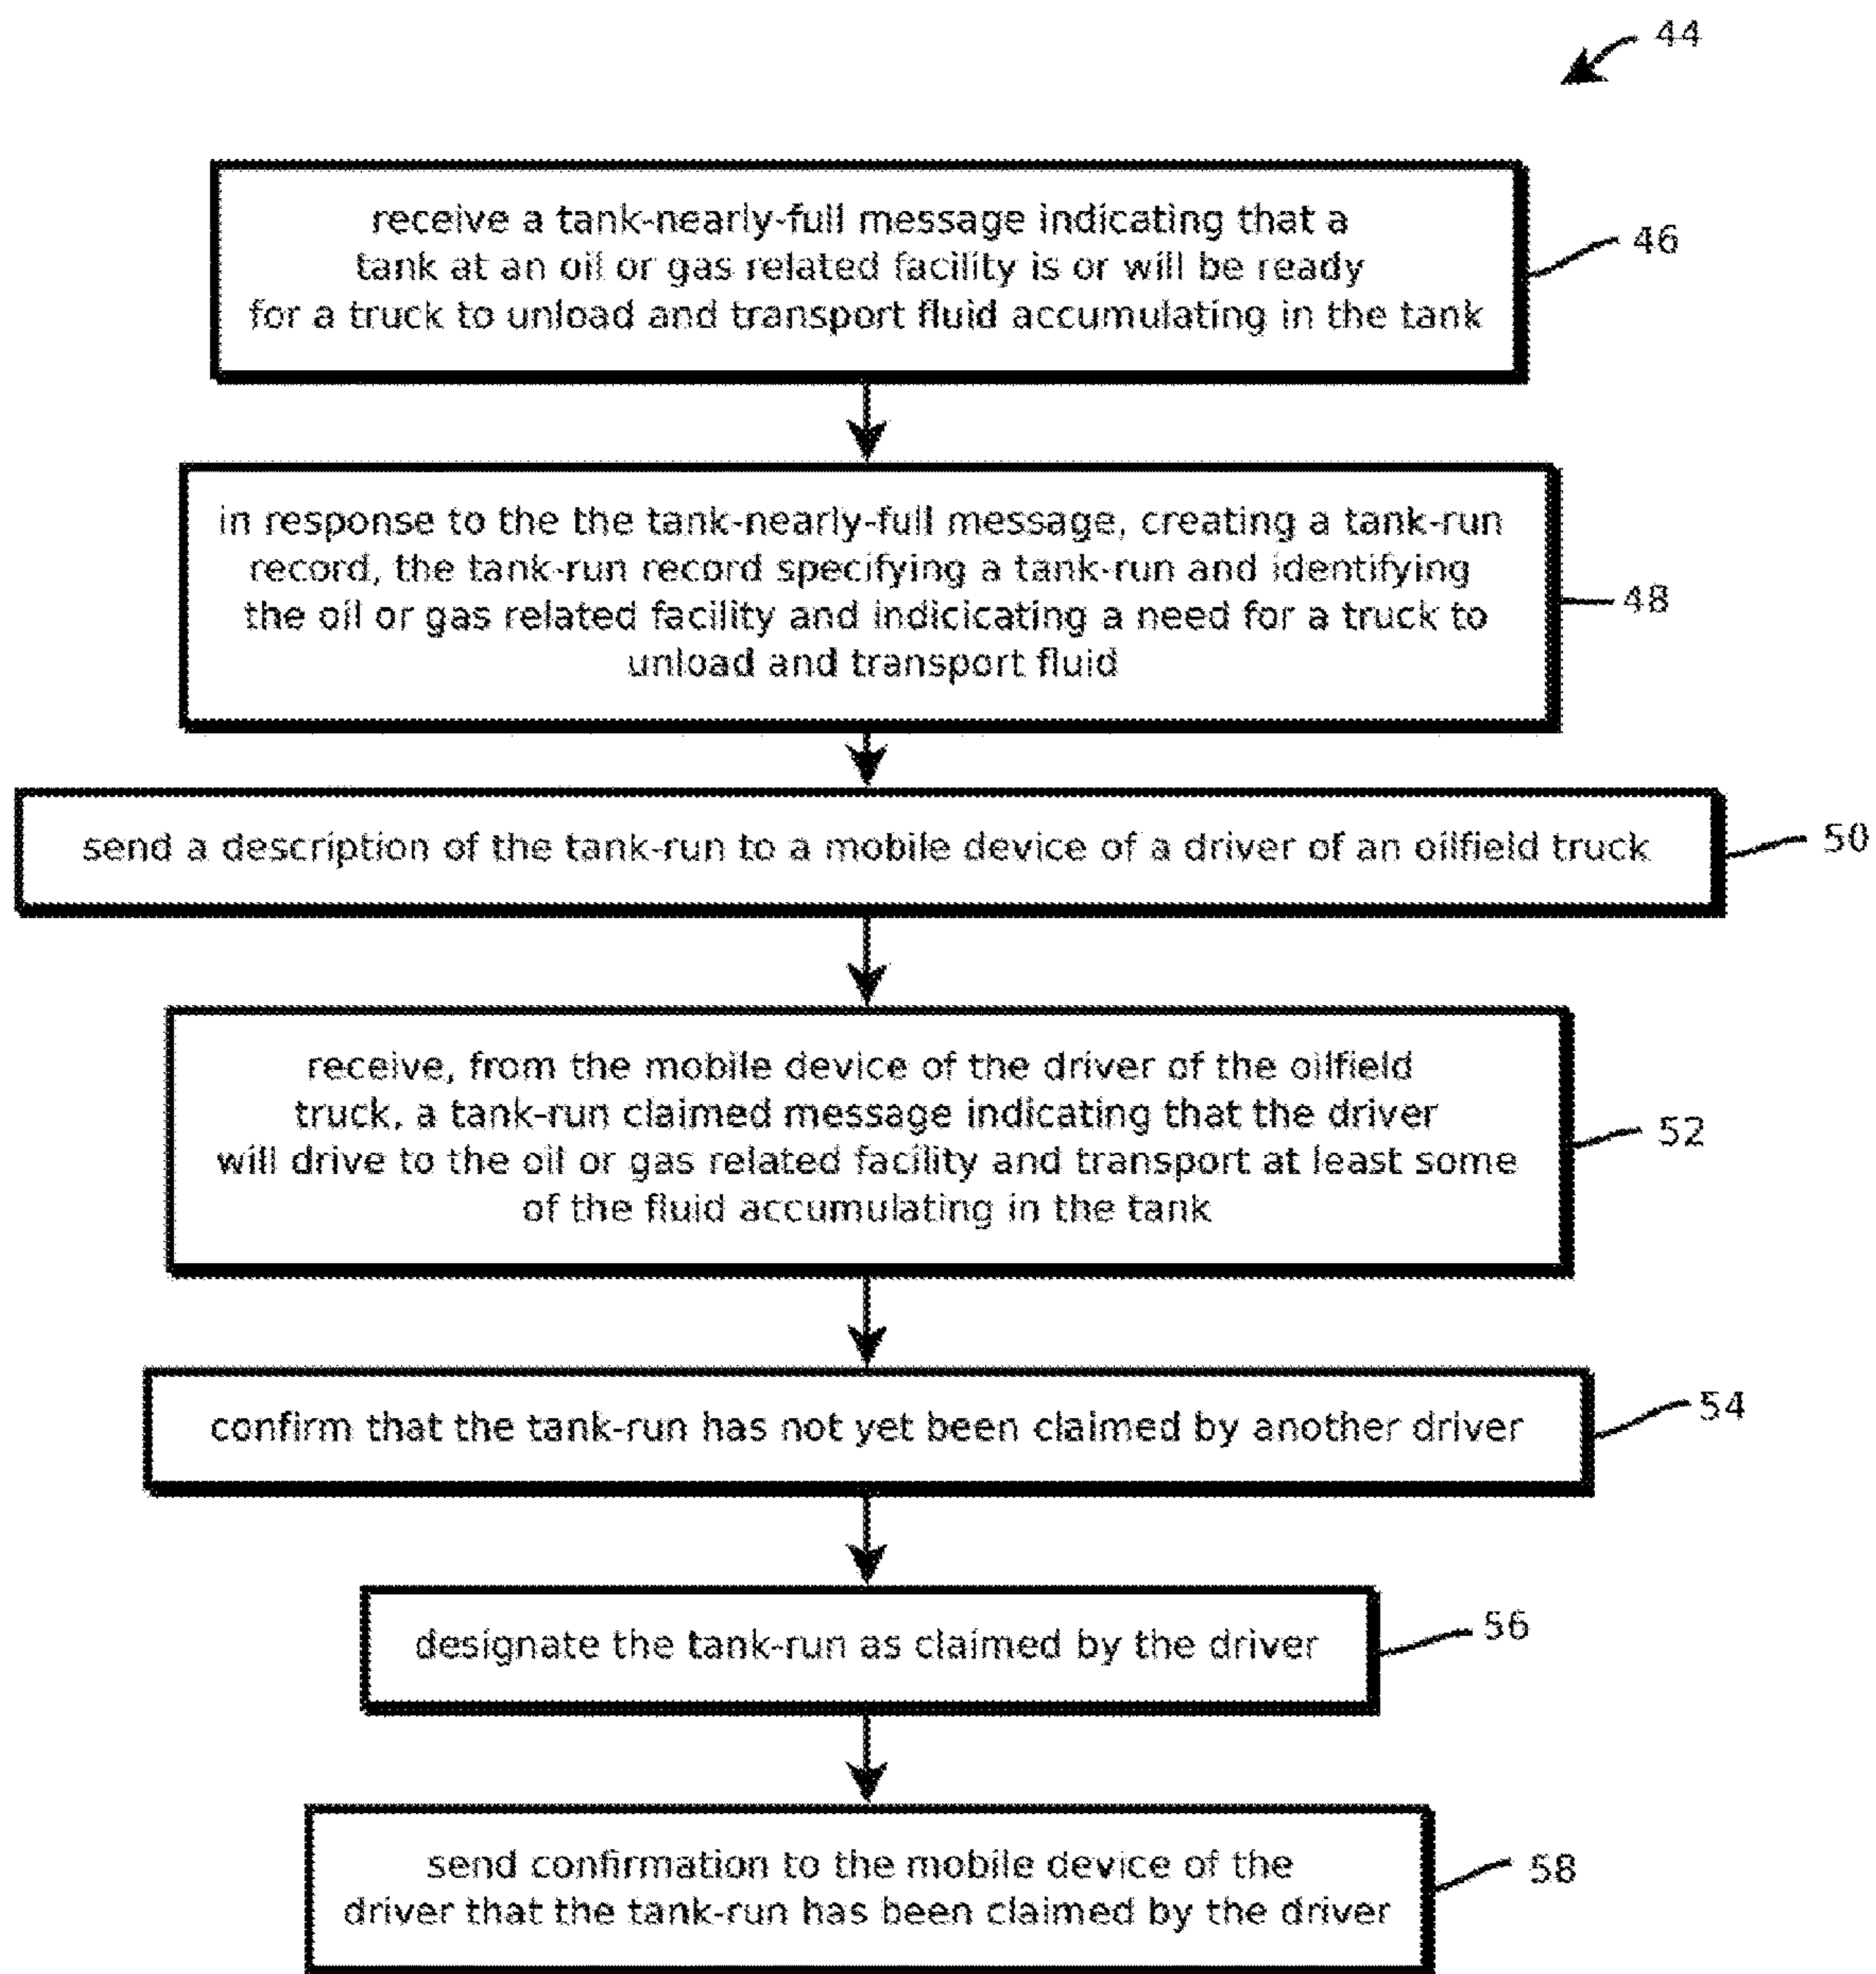 44
receive a tank-nearly-full message indicating that a
tank at an oil or gas related facility is or will be ready
for a truck to unload and transport fluid accumulating in the tank
46
in response to the the tank-nearly-full message, creating a tank-run
record, the tank-run record specifying a tank-run and identifying
the oil or gas related facility and indicicating a need for a truck to
unload and transport fluid
48
send a description of the tank-run to a mobile device of a driver of an oilfield truck
50
receive, from the mobile device of the driver of the oilfield
truck, a tank-run claimed message indicating that the driver
will drive to the oil or gas related facility and transport at least some
of the fluid accumulating in the tank
52
confirm that the tank-run has not yet been claimed by another driver
54
designate the tank-run as claimed by the driver
56
send confirmation to the mobile device of the
driver that the tank-run has been claimed by the driver
58